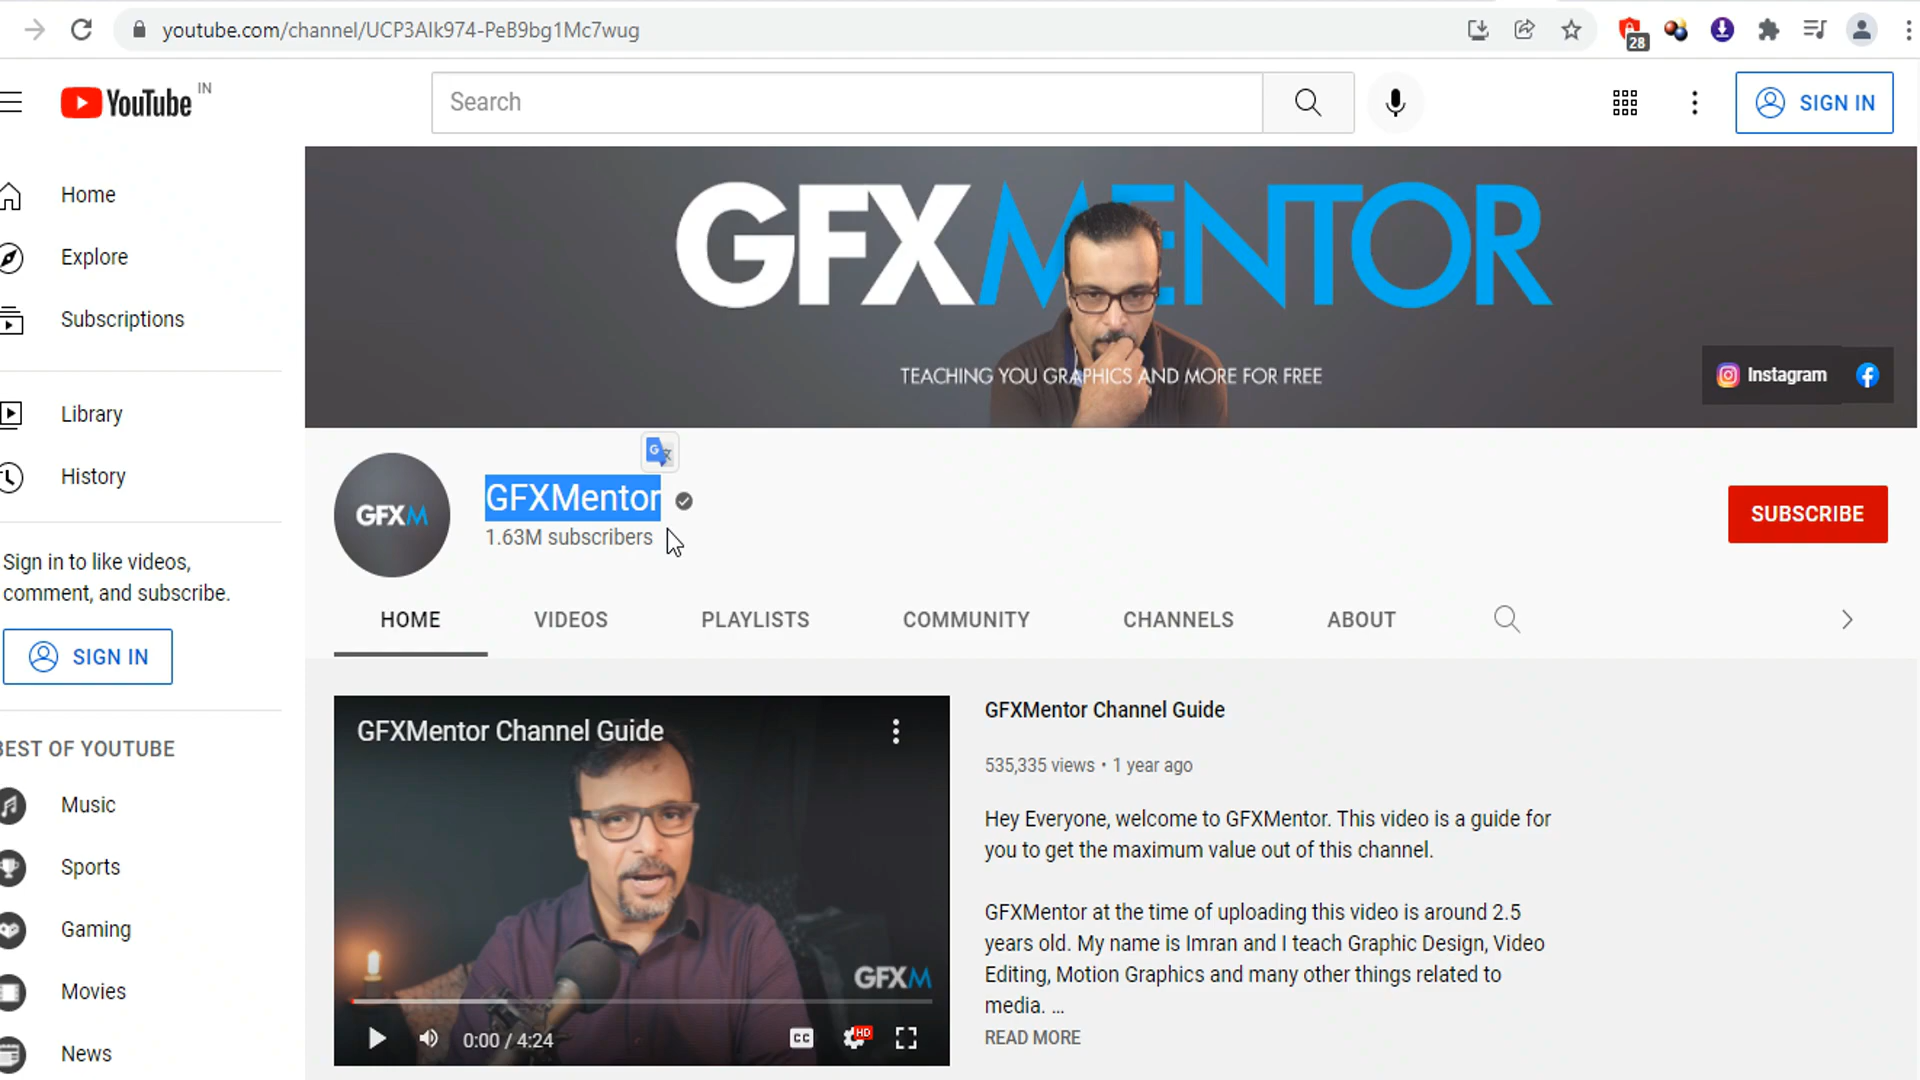 youtube.com/channel/UCP3AIk974-PeB9bg1Mc7wug
28
YouTube IN
Search
SIGN IN
Home
Explore
Subscriptions
Library
History
Sign in to like videos,
comment, and subscribe.
SIGN IN
BEST OF YOUTUBE
Music
Sports
Gaming
Movies
News
GFXMENTOR
TEACHING YOU GRAPHICS AND MORE FOR FREE
Instagram
GFXM
GFXMentor
1.63M subscribers
SUBSCRIBE
HOME
VIDEOS
PLAYLISTS
COMMUNITY
CHANNELS
ABOUT
GFXMentor Channel Guide
GFXM
0:00 / 4:24
CC
HD
GFXMentor Channel Guide
535,335 views • 1 year ago
Hey Everyone, welcome to GFXMentor. This video is a guide for
you to get the maximum value out of this channel.
GFXMentor at the time of uploading this video is around 2.5
years old. My name is Imran and I teach Graphic Design, Video
Editing, Motion Graphics and many other things related to
media. ...
READ MORE